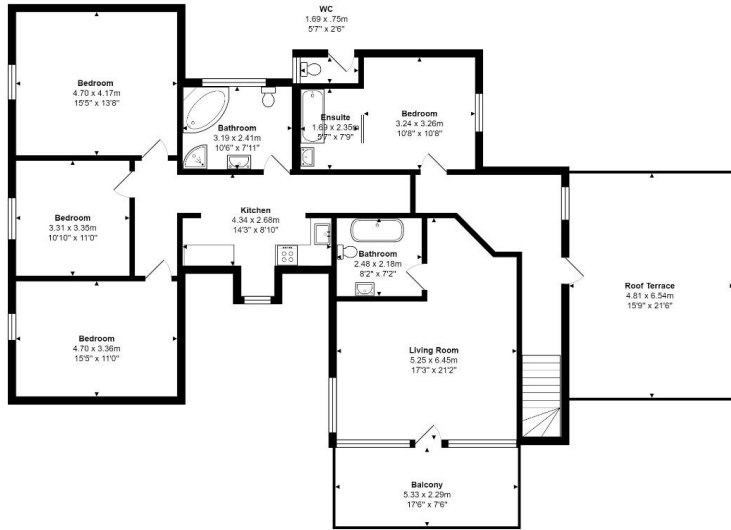 WC
1.69 x .75m
5'7" x 2'6"
Bedroom
4.70 x 4.17m
15'5" x 13'8"
Bathroom
3.19 x 2.41m
10'6" x 7'11"
Ensuite
1.69 x 2.35m
5'7" x 7'9"
Bedroom
3.24 x 3.26m
10'8" x 10'8"
Bedroom
3.31 x 3.35m
10'10" x 11'0"
Kitchen
4.34 x 2.68m
14'3" x 8'10"
Bathroom
2.48 x 2.18m
8'2" x 7'2"
Roof Terrace
4.81 x 6.54m
15'9" x 21'6"
Bedroom
4.70 x 3.36m
15'5" x 11'0"
Living Room
5.25 x 6.45m
17'3" x 21'2"
Balcony
5.33 x 2.29m
17'6" x 7'6"